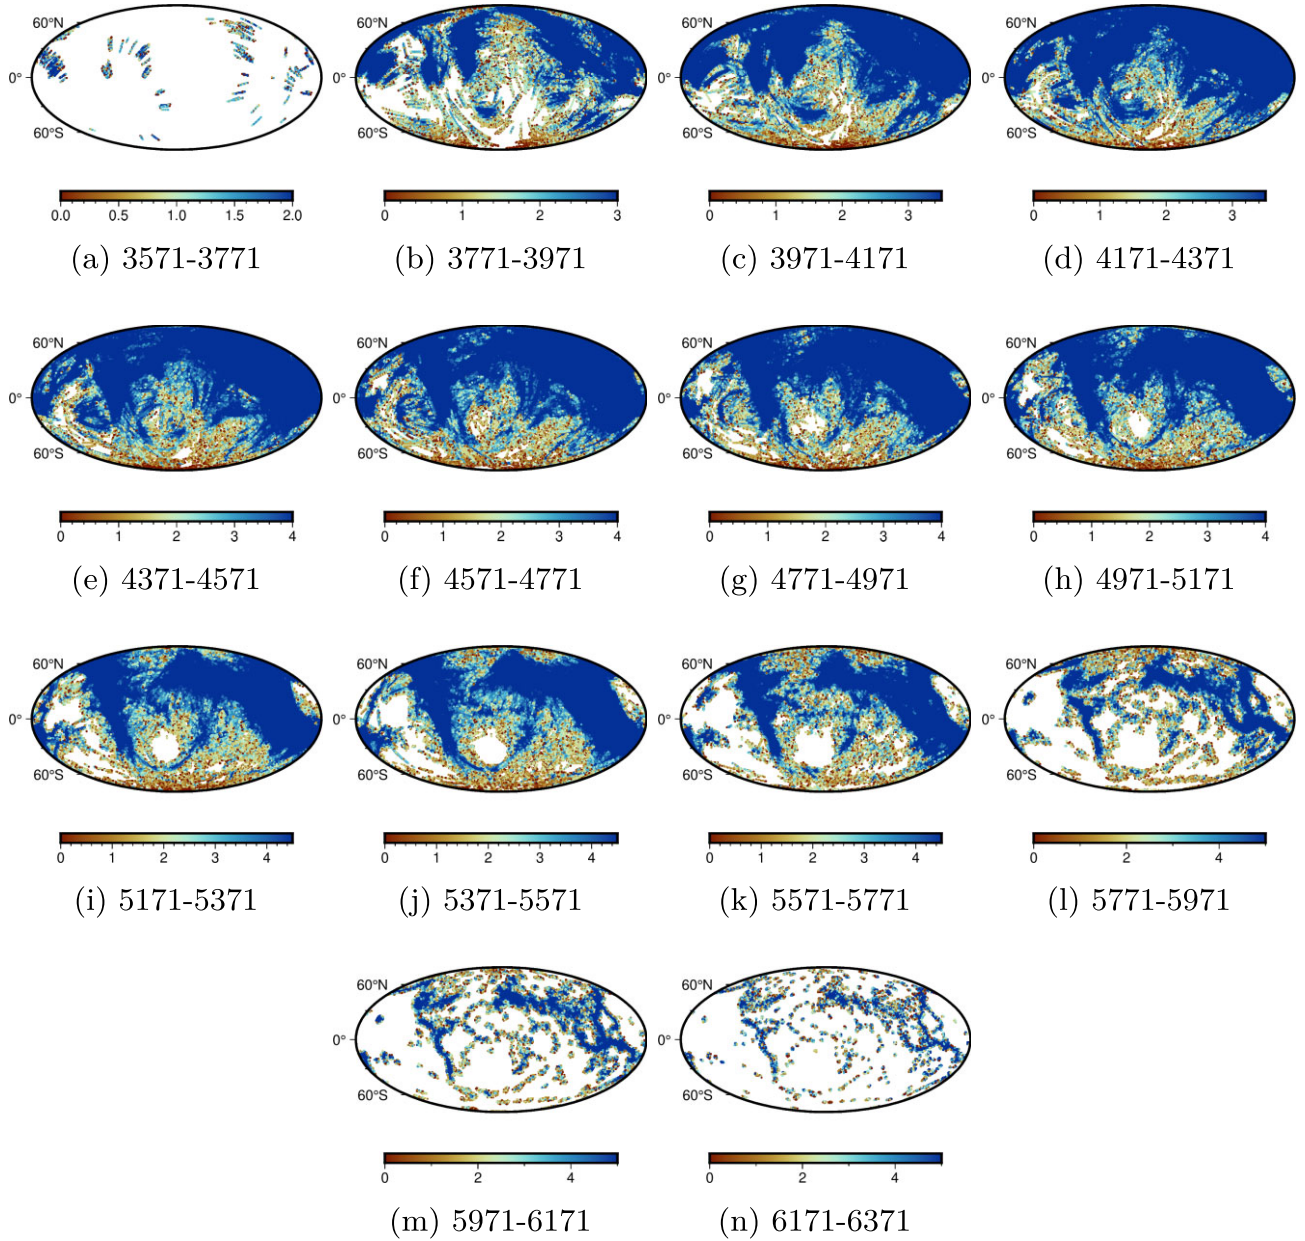 60°N 60°N 60°N 60°N
0° 0° 0° 0°
60°S 60°S 60°S 60°S
0.0 0.5 1.0 1.5 2.0 0 1 2 3 0 1 2 3 0 1 2 3
(a) 3571-3771 (b) 3771-3971 (c) 3971-4171 (d) 4171-4371
60°N 60°N 60°N 60°N
0° 0° 0° 0°
60°S 60°S 60°S 60°S
0 1 2 3 4 0 1 2 3 4 0 1 2 3 4 0 1 2 3 4
(e) 4371-4571 (f) 4571-4771 (g) 4771-4971 (h) 4971-5171
60°N 60°N 60°N 60°N
0° 0° 0° 0°
60°S 60°S 60°S 60°S
0 1 2 3 4 0 1 2 3 4 0 1 2 3 4 0 2 4
(i) 5171-5371 (j) 5371-5571 (k) 5571-5771 (l) 5771-5971
60°N 60°N
0° 0°
60°S 60°S
0 2 4 0 2 4
(m) 5971-6171 (n) 6171-6371